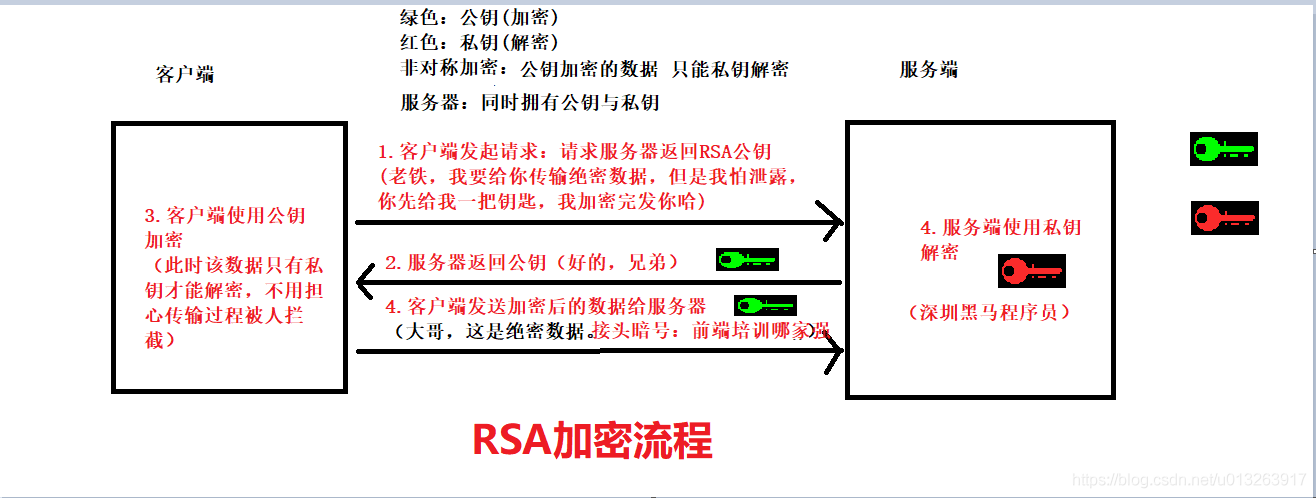 绿色：公钥(加密)
红色：私钥(解密)
非对称加密：公钥加密的数据 只能私钥解密
服务器：同时拥有公钥与私钥
客户端
服务端
1.客户端发起请求：请求服务器返回RSA公钥
(老铁，我要给你传输绝密数据，但是我怕泄露，
你先给我一把钥匙，我加密完发你哈)
2.服务器返回公钥（好的，兄弟）
3.客户端使用公钥
加密
（此时该数据只有私
钥才能解密，不用担
心传输过程被人拦
截）
4.客户端发送加密后的数据给服务器
（大哥，这是绝密数据。接头暗号：前端培训哪家强）
4.服务端使用私钥
解密
（深圳黑马程序员）
RSA加密流程
https://blog.csdn.net/u013263917